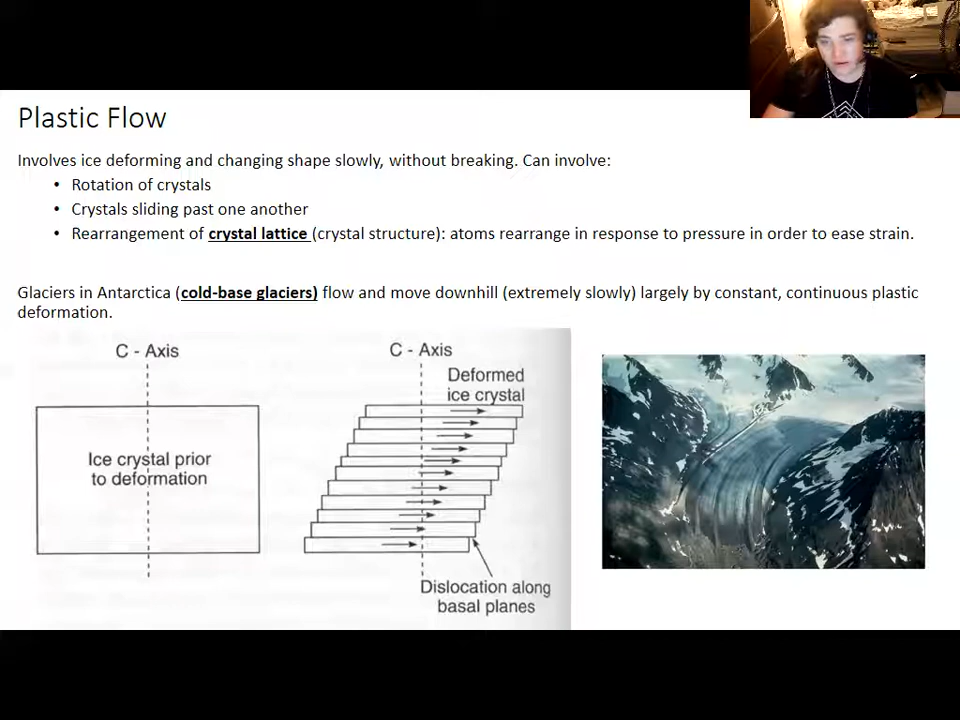 Plastic Flow
Involves ice deforming and changing shape slowly, without breaking. Can involve:
• Rotation of crystals
• Crystals sliding past one another
• Rearrangement of crystal lattice (crystal structure): atoms rearrange in response to pressure in order to ease strain.
Glaciers in Antarctica (cold-base glaciers) flow and move downhill (extremely slowly) largely by constant, continuous plastic
deformation.
C - Axis
Ice crystal prior
to deformation
C - Axis
Deformed
ice crystal
Dislocation along
basal planes